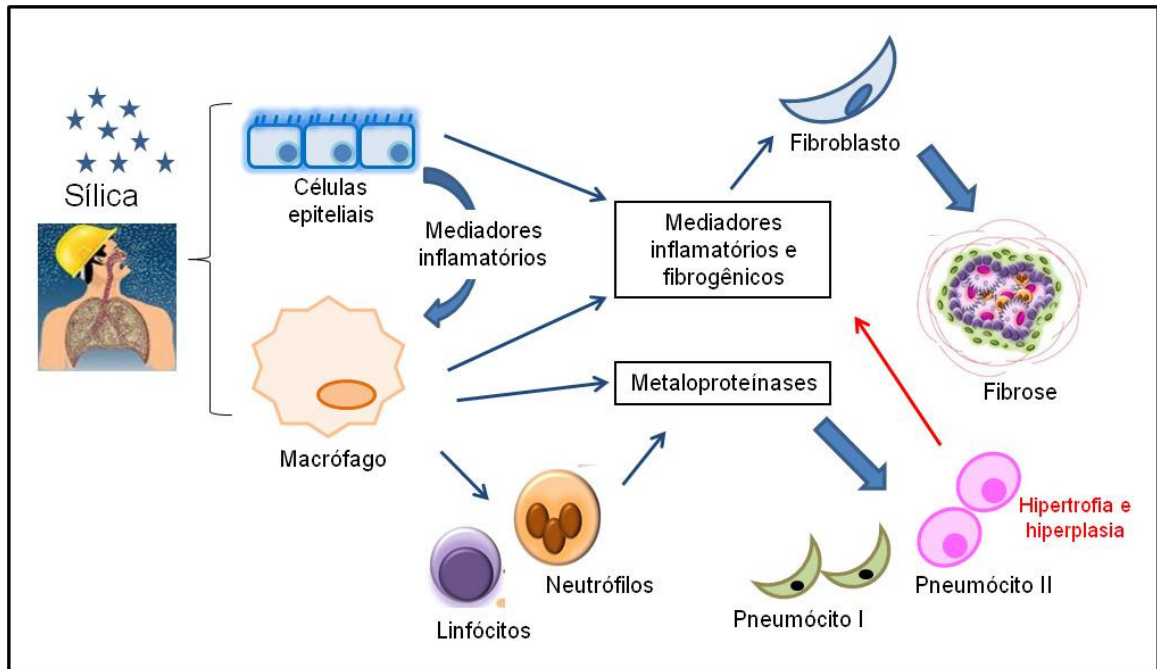 Sílica
Células
epiteliais
Mediadores
inflamatórios
Macrófago
Linfócitos
Neutrófilos
Mediadores
inflamatórios e
fibrogênicos
Metaloproteínases
Fibroblasto
Fibrose
Hipertrofia e
hiperplasia
Pneumócito I
Pneumócito II